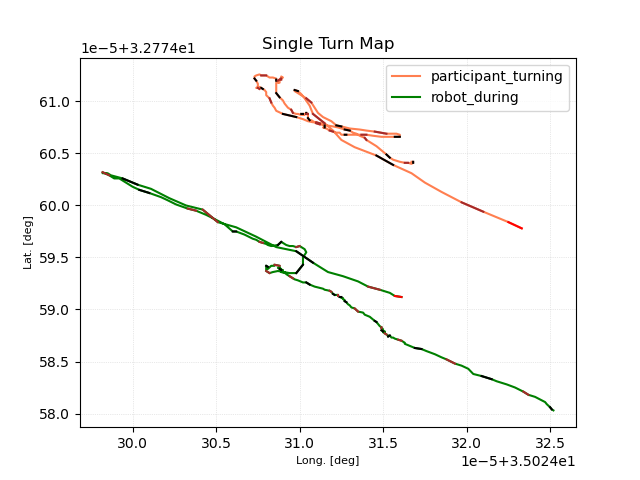 Single Turn Map
1e−5+3.2774e1
participant_turning
robot_during
61.0
60.5
60.0
59.5
59.0
58.5
58.0
Lat. [deg]
30.0 30.5 31.0 31.5 32.0 32.5
Long. [deg]
1e−5+3.5024e1